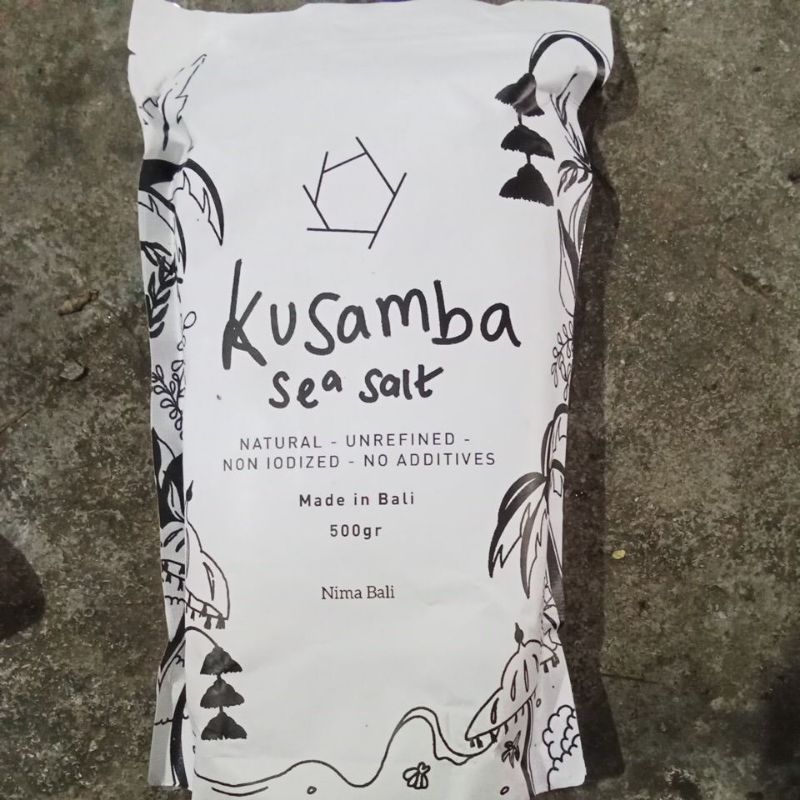 Kusamba
sea salt
NATURAL - UNREFINED -
NON IODIZED - NO ADDITIVES
Made in Bali
500gr
Nima Bali